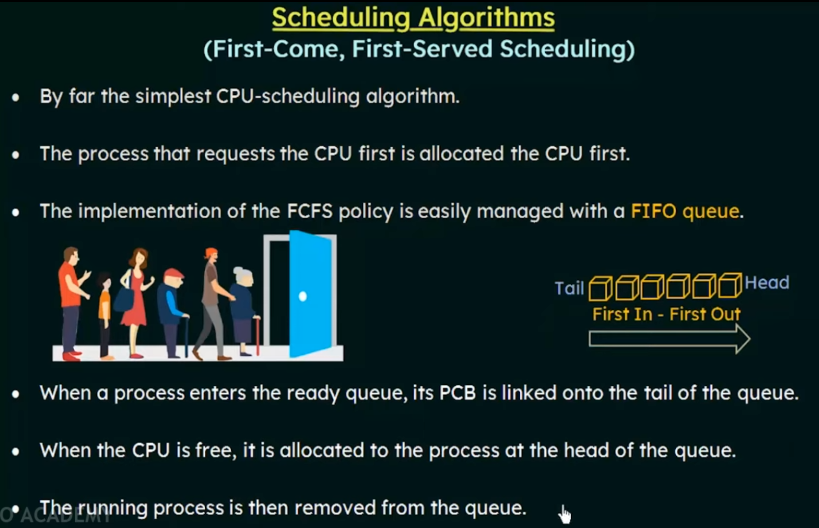 Scheduling Algorithms
(First-Come, First-Served Scheduling)
• By far the simplest CPU-scheduling algorithm.
• The process that requests the CPU first is allocated the CPU first.
• The implementation of the FCFS policy is easily managed with a FIFO queue.
Tail Head
First In - First Out
• When a process enters the ready queue, its PCB is linked onto the tail of the queue.
• When the CPU is free, it is allocated to the process at the head of the queue.
• The running process is then removed from the queue.
O ACADEMY